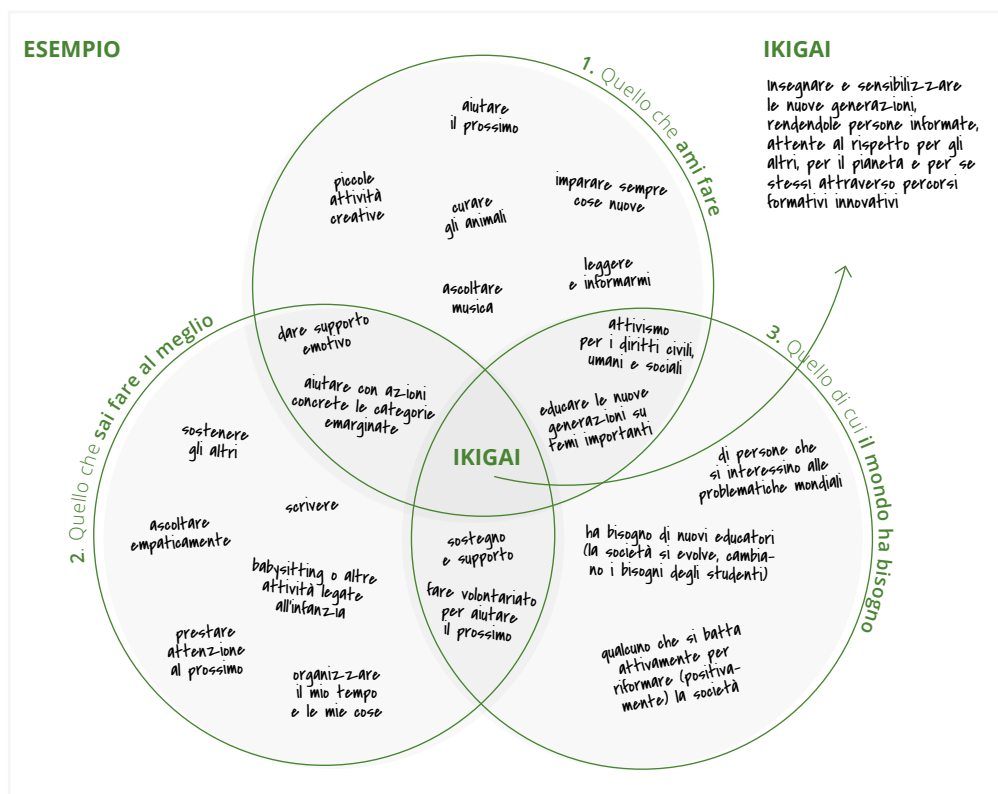 ESEMPIO
IKIGAI
Insegnare e sensibilizzare
le nuove generazioni,
rendendole persone informate,
attente al rispetto per gli
altri, per il pianeta e per se
stessi attraverso percorsi
formativi innovativi
1. Quello che ami fare
aiutare
il prossimo
piccole
attività
creative
curare
gli animali
imparare sempre
cose nuove
leggere
e informarmi
ascoltare
musica
dare supporto
emotivo
aiutare con azioni
concrete le categorie
emarginate
attivismo
per i diritti civili,
umani e sociali
educare le nuove
generazioni su
temi importanti
IKIGAI
2. Quello che sai fare al meglio
sostenere
gli altri
scrivere
ascoltare
empaticamente
babysitting o altre
attività legate
all'infanzia
prestare
attenzione
al prossimo
organizzare
il mio tempo
e le mie cose
sostegno
e supporto
fare volontariato
per aiutare
il prossimo
3. Quello di cui il mondo ha bisogno
di persone che
si interessino alle
problematiche mondiali
ha bisogno di nuovi educatori
(la società si evolve, cambia-
no i bisogni degli studenti)
qualcuno che si batta
attivamente per
riformare (positiva-
mente) la società